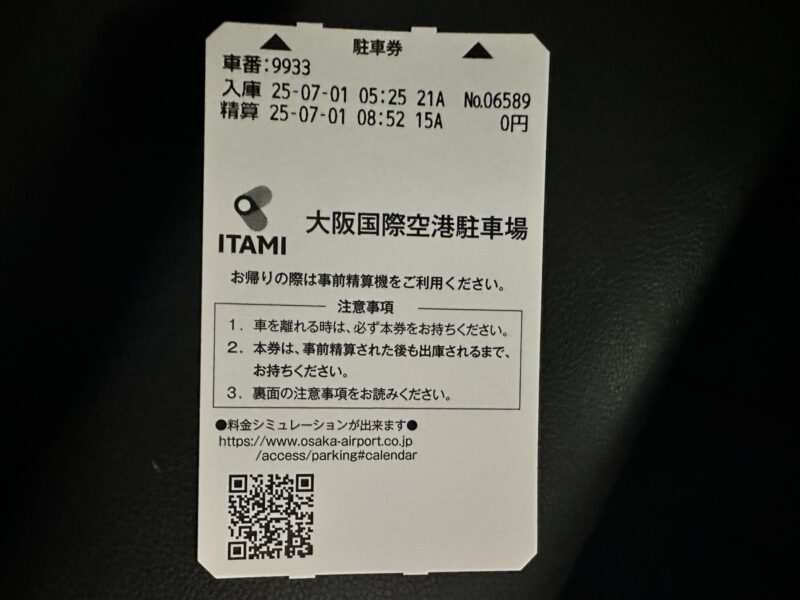 駐車券
車番:9933
入庫 25-07-01 05:25 21A No.06589
精算 25-07-01 08:52 15A 0円
ITAMI
大阪国際空港駐車場
お帰りの際は事前精算機をご利用ください。
注意事項
1. 車を離れる時は、必ず本券をお持ちください。
2. 本券は、事前精算された後も出庫されるまで、
お持ちください。
3. 裏面の注意事項をお読みください。
●料金シミュレーションが出来ます●
https://www.osaka-airport.co.jp
/access/parking#calendar